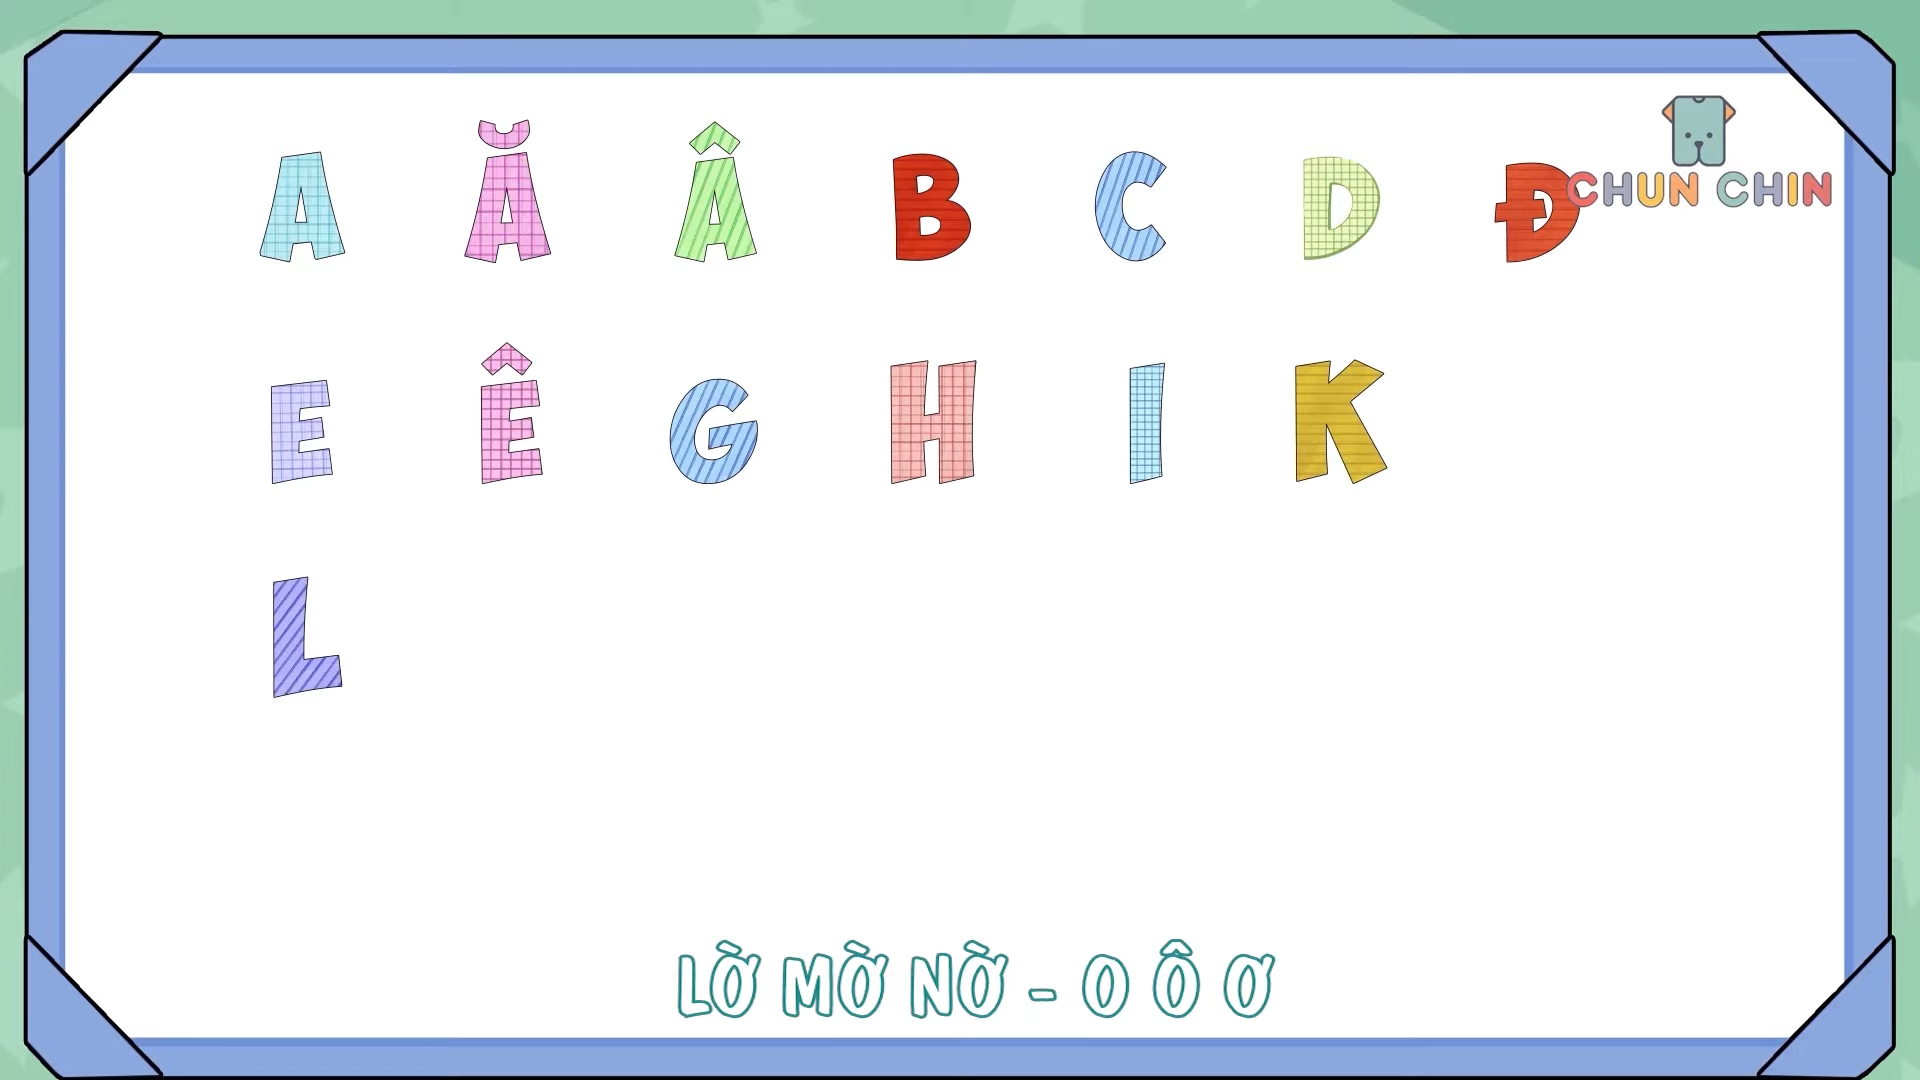 A Ă Â B C D Đ
CHUN CHIN
E Ê G H I K
L
LỜ MỜ NỜ - O Ô Ơ